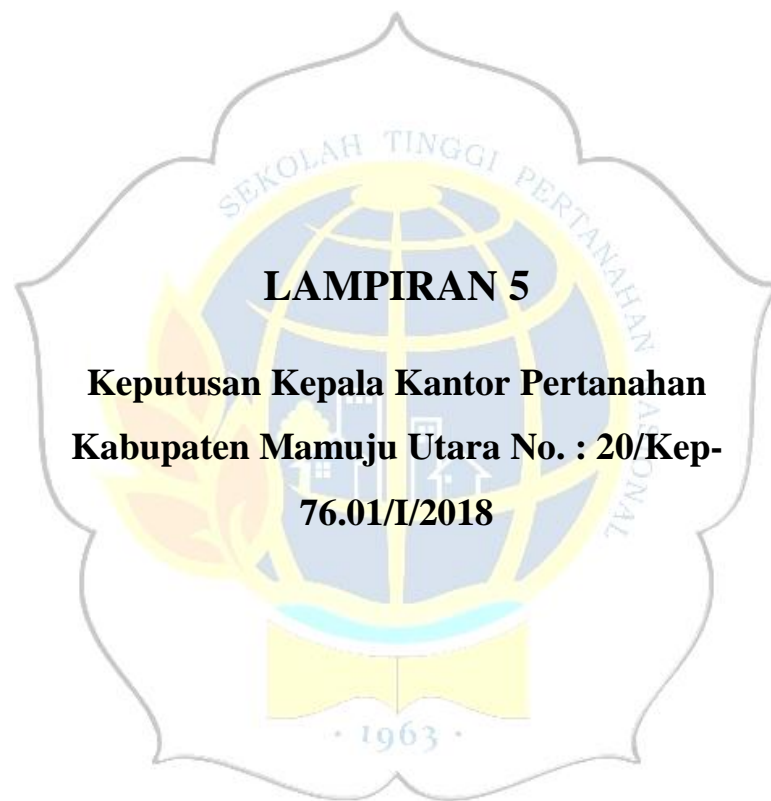 SEKOLAH TINGGI PERTANAHAN NASIONAL
LAMPIRAN 5
Keputusan Kepala Kantor Pertanahan
Kabupaten Mamuju Utara No. : 20/Kep-
76.01/I/2018
· 1963 ·